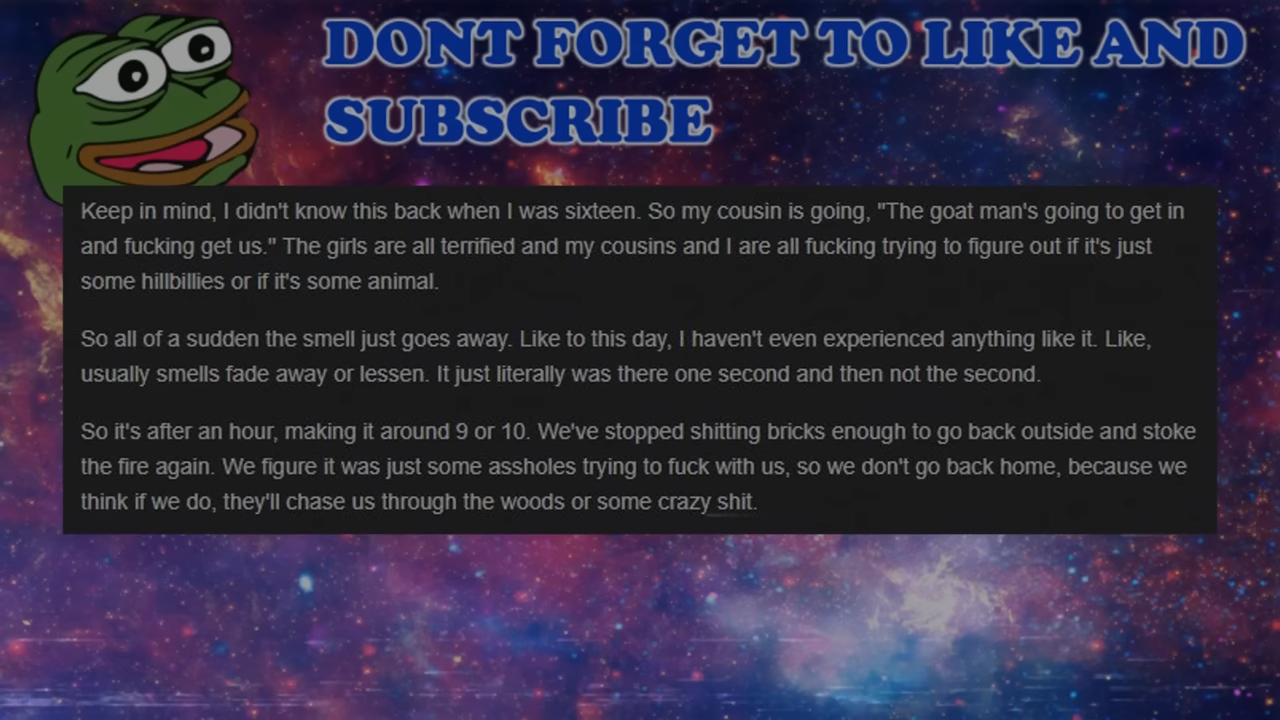 DONT FORGET TO LIKE AND
SUBSCRIBE
Keep in mind, I didn't know this back when I was sixteen. So my cousin is going, "The goat man's going to get in
and fucking get us." The girls are all terrified and my cousins and I are all fucking trying to figure out if it's just
some hillbillies or if it's some animal.
So all of a sudden the smell just goes away. Like to this day, I haven't even experienced anything like it. Like,
usually smells fade away or lessen. It just literally was there one second and then not the second.
So it's after an hour, making it around 9 or 10. We've stopped shitting bricks enough to go back outside and stoke
the fire again. We figure it was just some assholes trying to fuck with us, so we don't go back home, because we
think if we do, they'll chase us through the woods or some crazy shit.